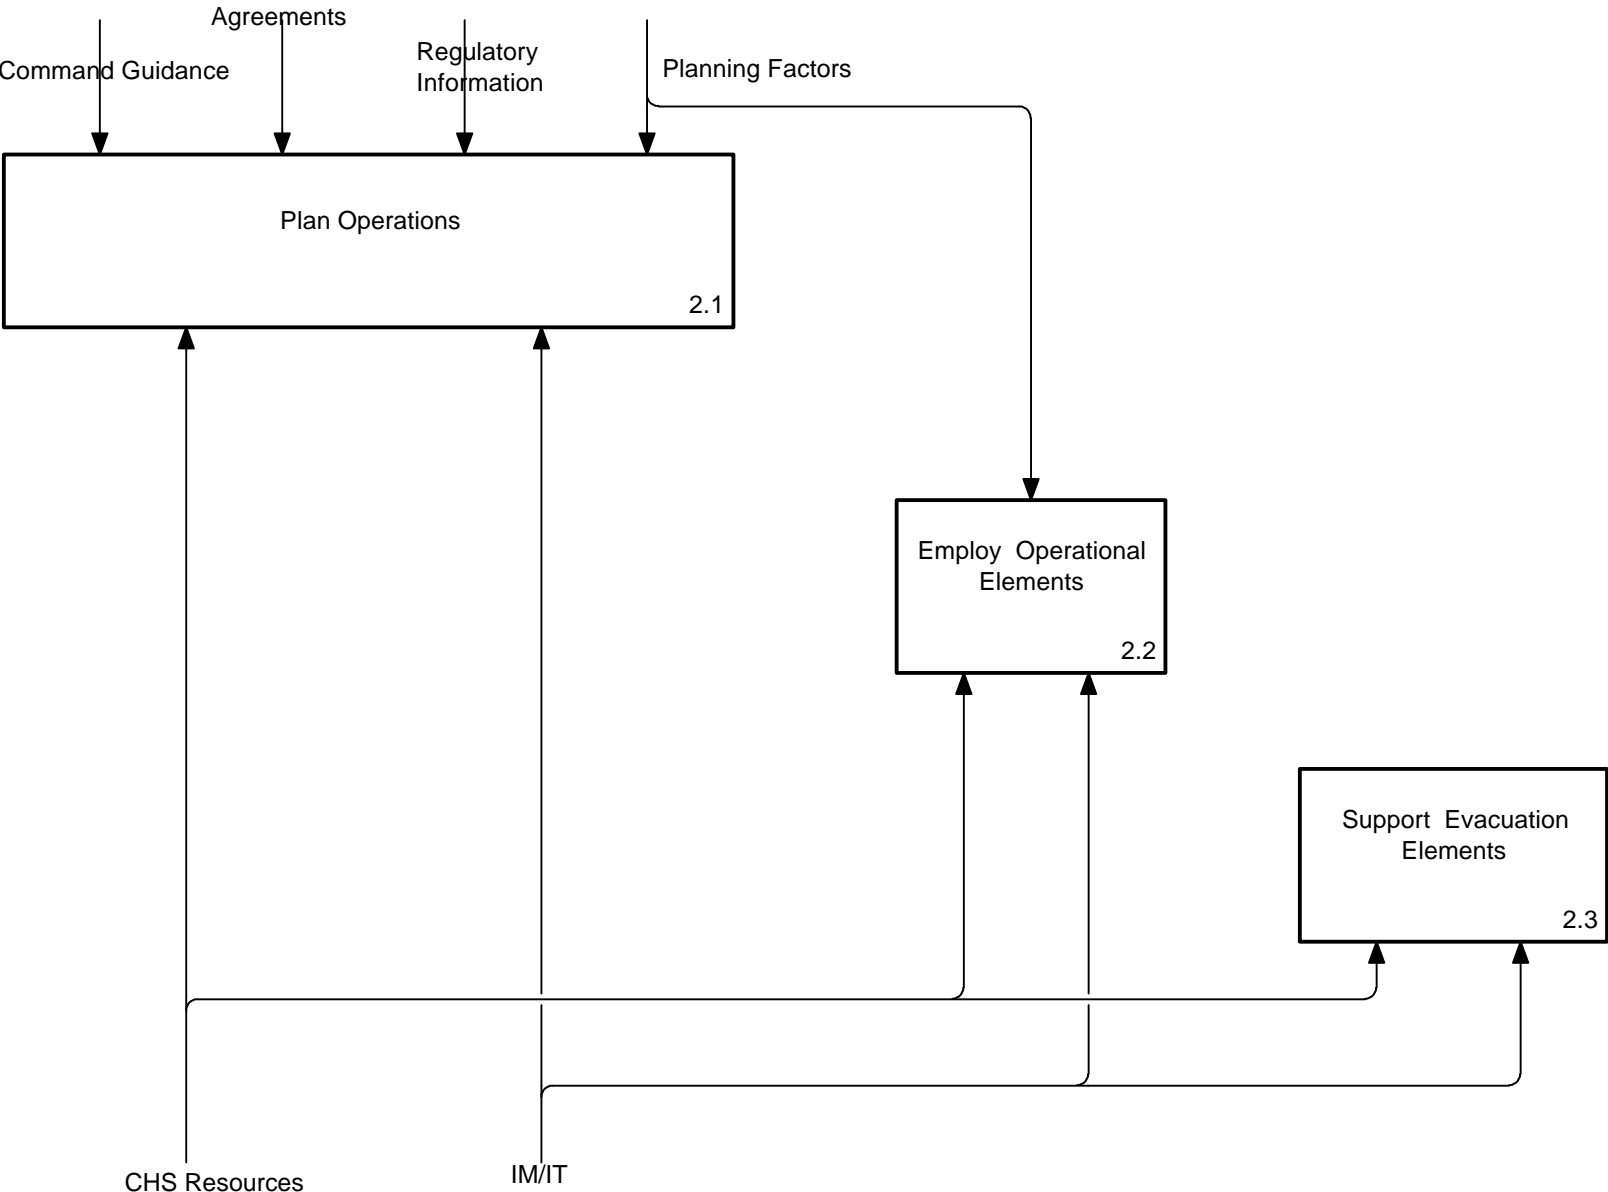 Agreements
Command Guidance
Regulatory
Information
Planning Factors
Plan Operations
2.1
Employ Operational
Elements
2.2
Support Evacuation
Elements
2.3
CHS Resources
IM/IT